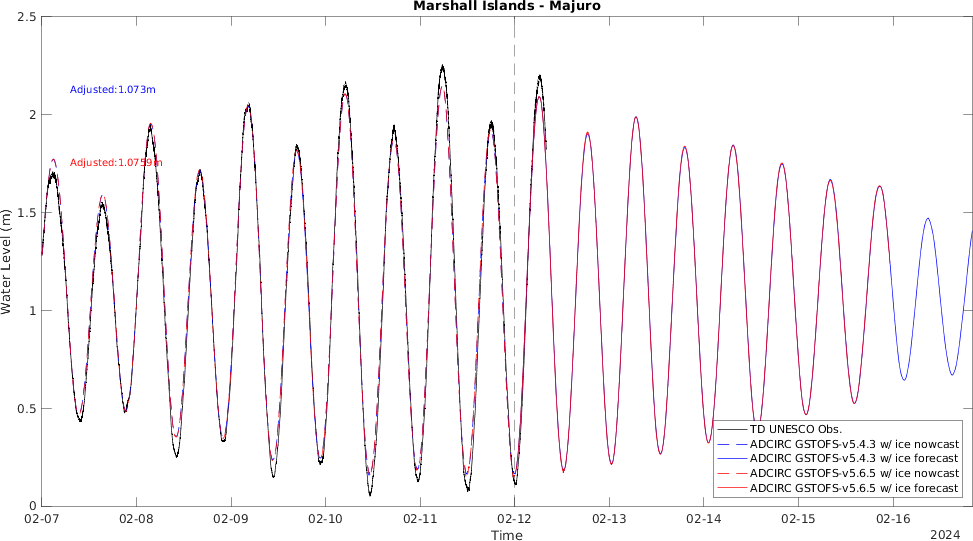 Marshall Islands - Majuro
2.5
2
1.5
1
0.5
0
Water Level (m)
Adjusted:1.073m
Adjusted:1.0759m
TD UNESCO Obs.
ADCIRC GSTOFS-v5.4.3 w/ ice nowcast
ADCIRC GSTOFS-v5.4.3 w/ ice forecast
ADCIRC GSTOFS-v5.6.5 w/ ice nowcast
ADCIRC GSTOFS-v5.6.5 w/ ice forecast
02-07 02-08 02-09 02-10 02-11 02-12 02-13 02-14 02-15 02-16
Time
2024